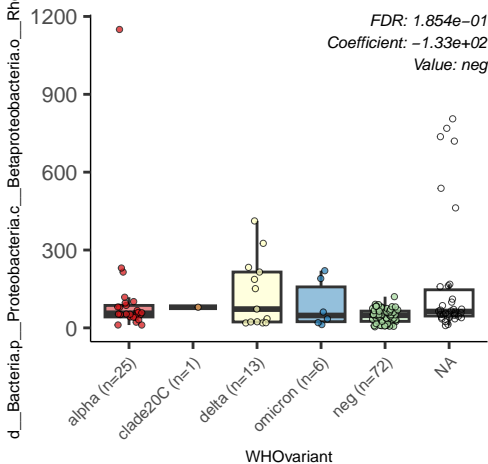 d__Bacteria.p__Proteobacteria.c__Betaproteobacteria.o__Rh
1200
900
600
300
0
FDR: 1.854e−01
Coefficient: −1.33e+02
Value: neg
alpha (n=25)
clade20C (n=1)
delta (n=13)
omicron (n=6)
neg (n=72)
NA
WHOvariant